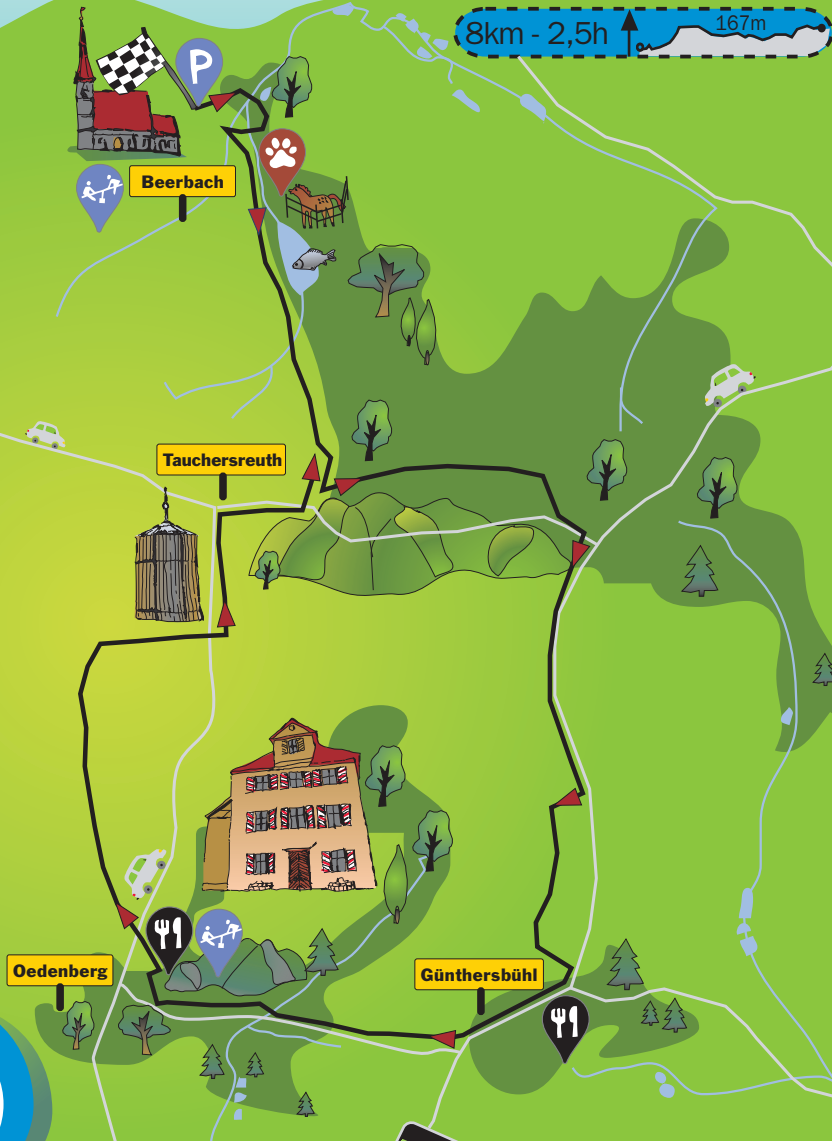 8km - 2,5h
167m
P
Beerbach
Tauchersreuth
Oedenberg
Günthersbühl